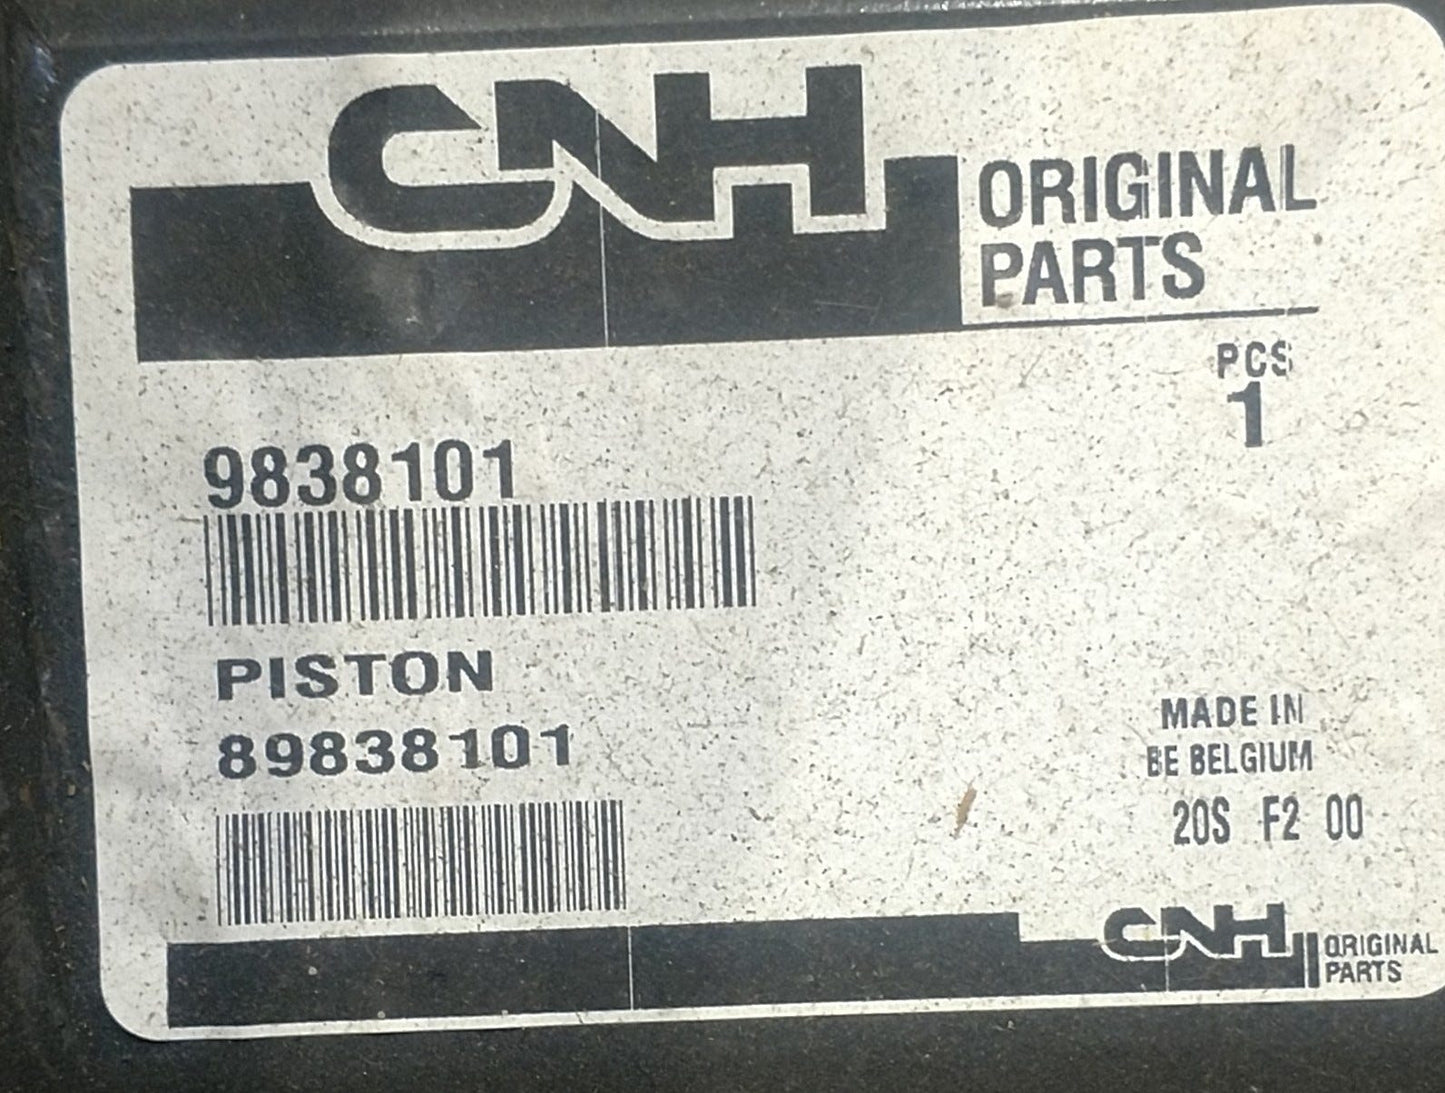 CNH
ORIGINAL
PARTS
PCS
1
9838101
PISTON
89838101
MADE IN
BE BELGIUM
20S F2 00
CNH
ORIGINAL
PARTS